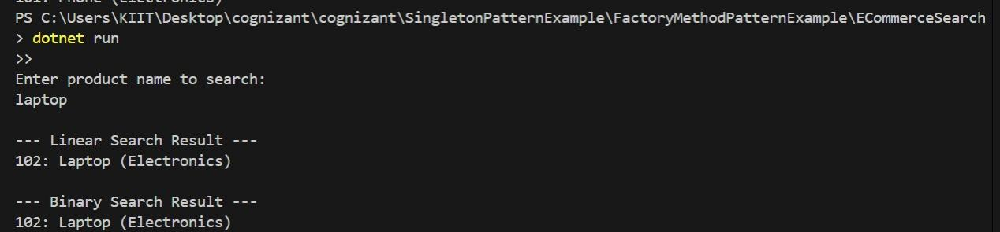 101: Phone (Electronics)
PS C:\Users\KIIT\Desktop\cognizant\cognizant\SingletonPatternExample\FactoryMethodPatternExample\ECommerceSearch
> dotnet run
>>
Enter product name to search:
laptop
--- Linear Search Result ---
102: Laptop (Electronics)
--- Binary Search Result ---
102: Laptop (Electronics)